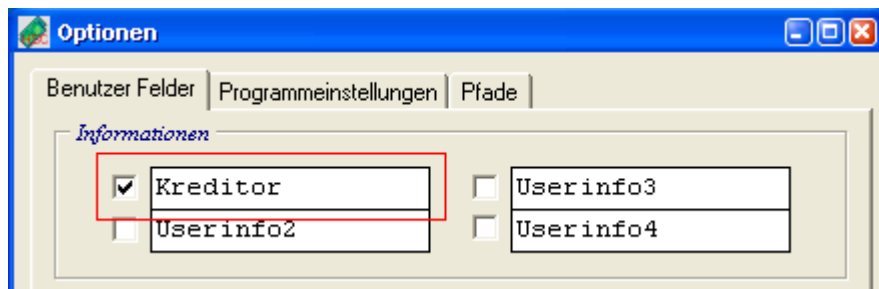 Optionen
Benutzer Felder Programmeinstellungen Pfade
Informationen
Kreditor Userinfo3
Userinfo2 Userinfo4